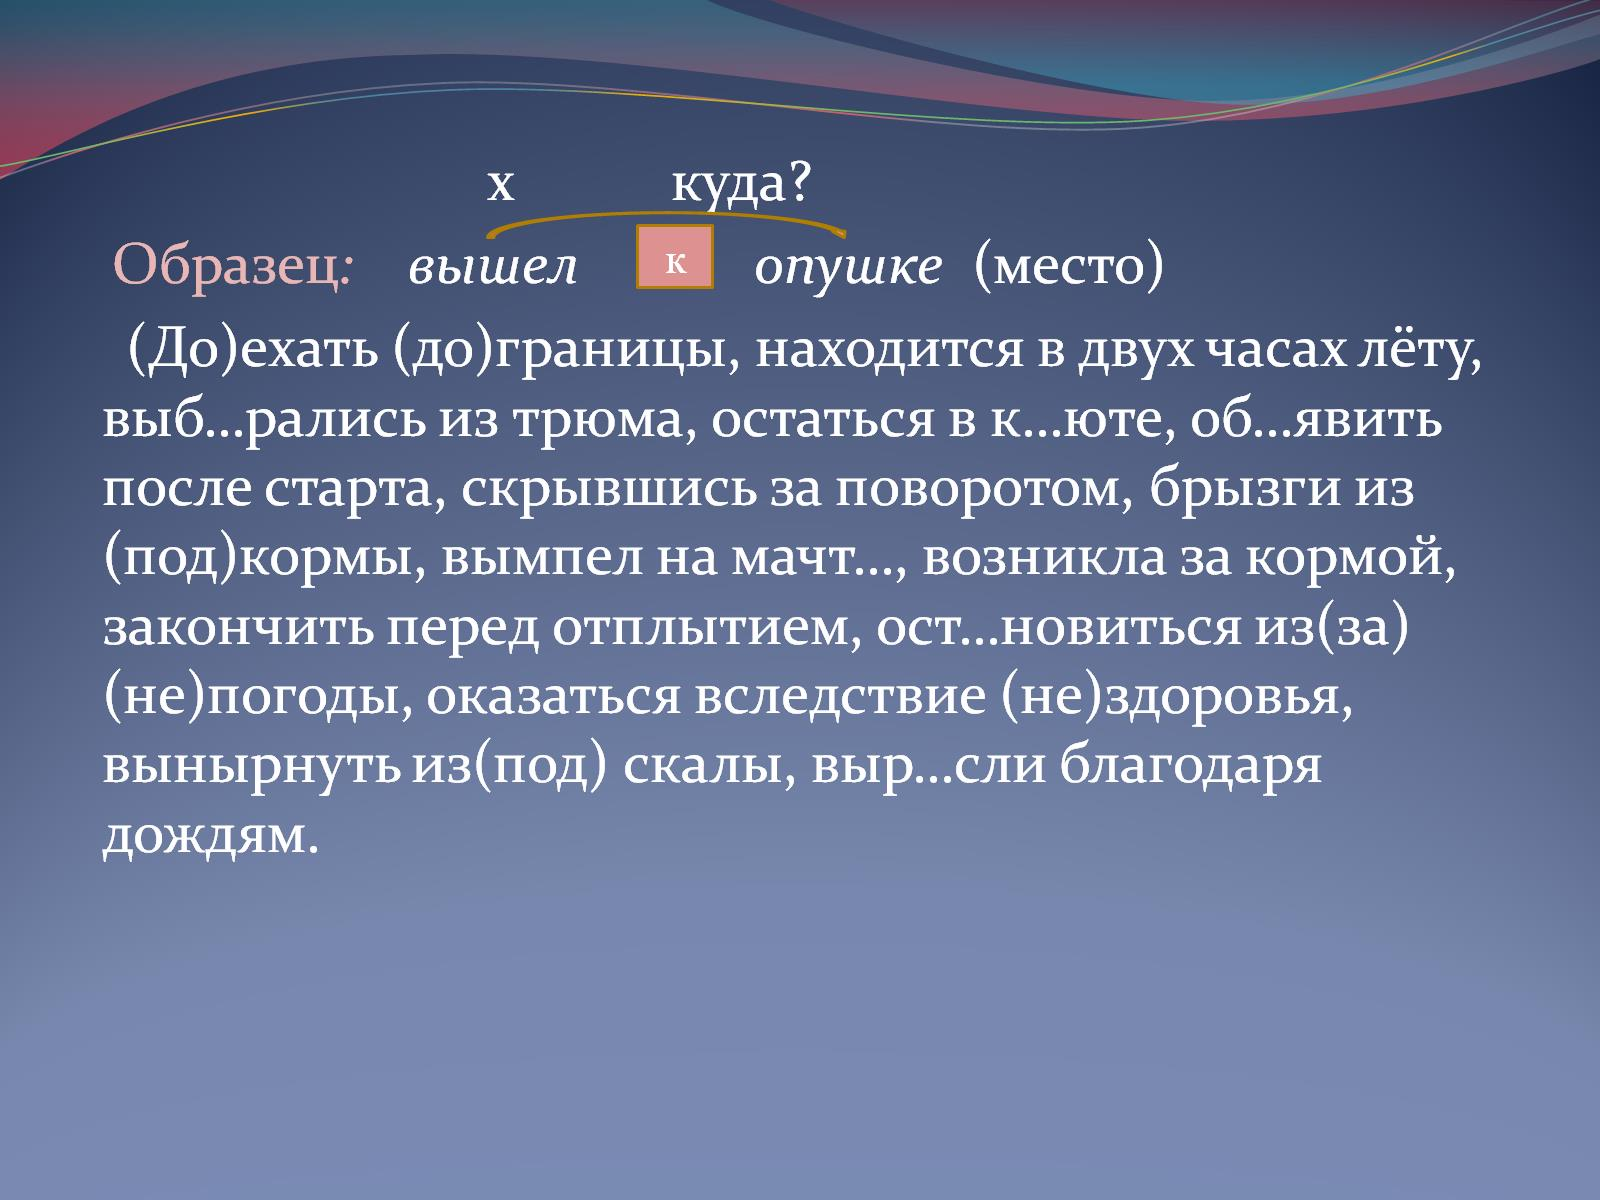 х куда?
Образец: вышел к опушке (место)
(До)ехать (до)границы, находится в двух часах лёту,
выб…рались из трюма, остаться в к…юте, об…явить
после старта, скрывшись за поворотом, брызги из
(под)кормы, вымпел на мачт…, возникла за кормой,
закончить перед отплытием, ост…новиться из(за)
(не)погоды, оказаться вследствие (не)здоровья,
вынырнуть из(под) скалы, выр…сли благодаря
дождям.